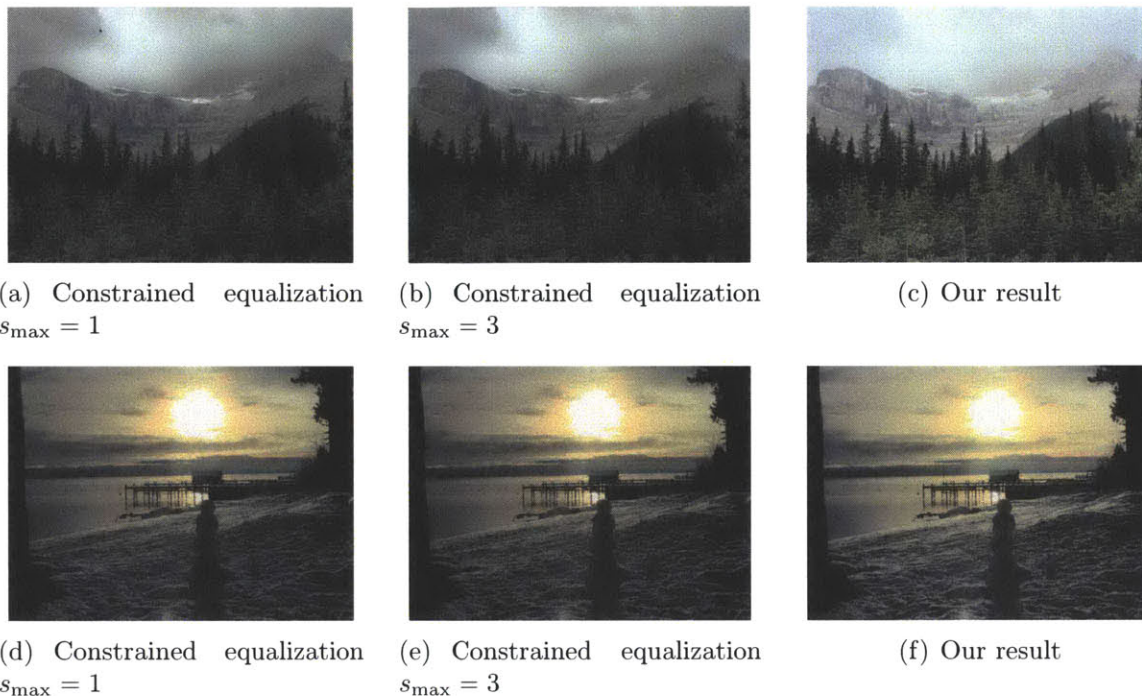 (a) Constrained equalization
s_max = 1
(b) Constrained equalization
s_max = 3
(c) Our result
(d) Constrained equalization
s_max = 1
(e) Constrained equalization
s_max = 3
(f) Our result